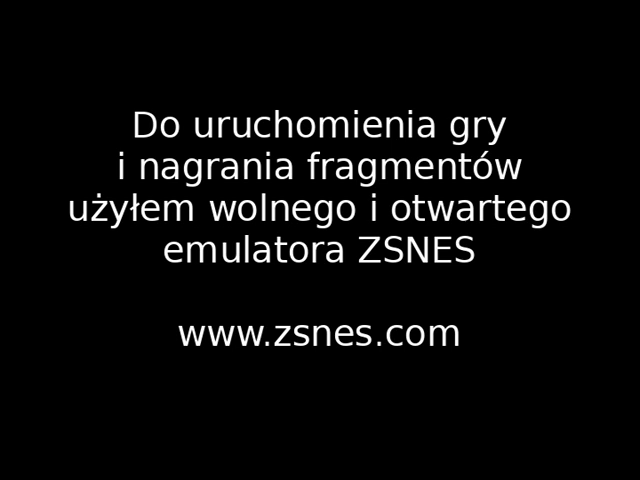 Do uruchomienia gry
i nagrania fragmentów
użyłem wolnego i otwartego
emulatora ZSNES
www.zsnes.com